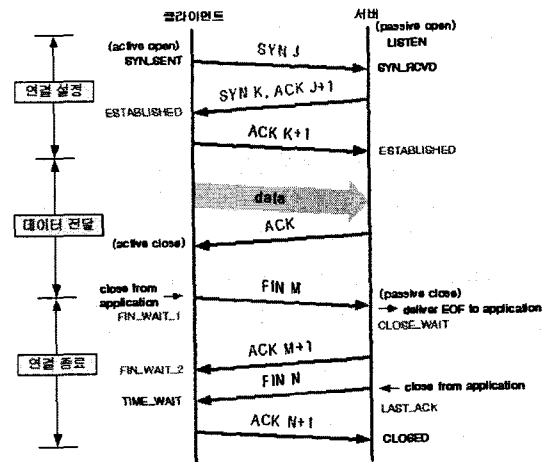 클라이언트
서버
(active open)
SYN_SENT
SYN J
(passive open)
LISTEN
SYN_RCVD
연결 설정
SYN K, ACK J+1
ESTABLISHED
ACK K+1
ESTABLISHED
data
데이터 전달
ACK
(active close)
close from
application
FIN_WAIT_1
FIN M
(passive close)
deliver EOF to application
CLOSE_WAIT
연결 종료
ACK M+1
FIN_WAIT_2
FIN N
close from application
TIME_WAIT
LAST_ACK
ACK N+1
CLOSED